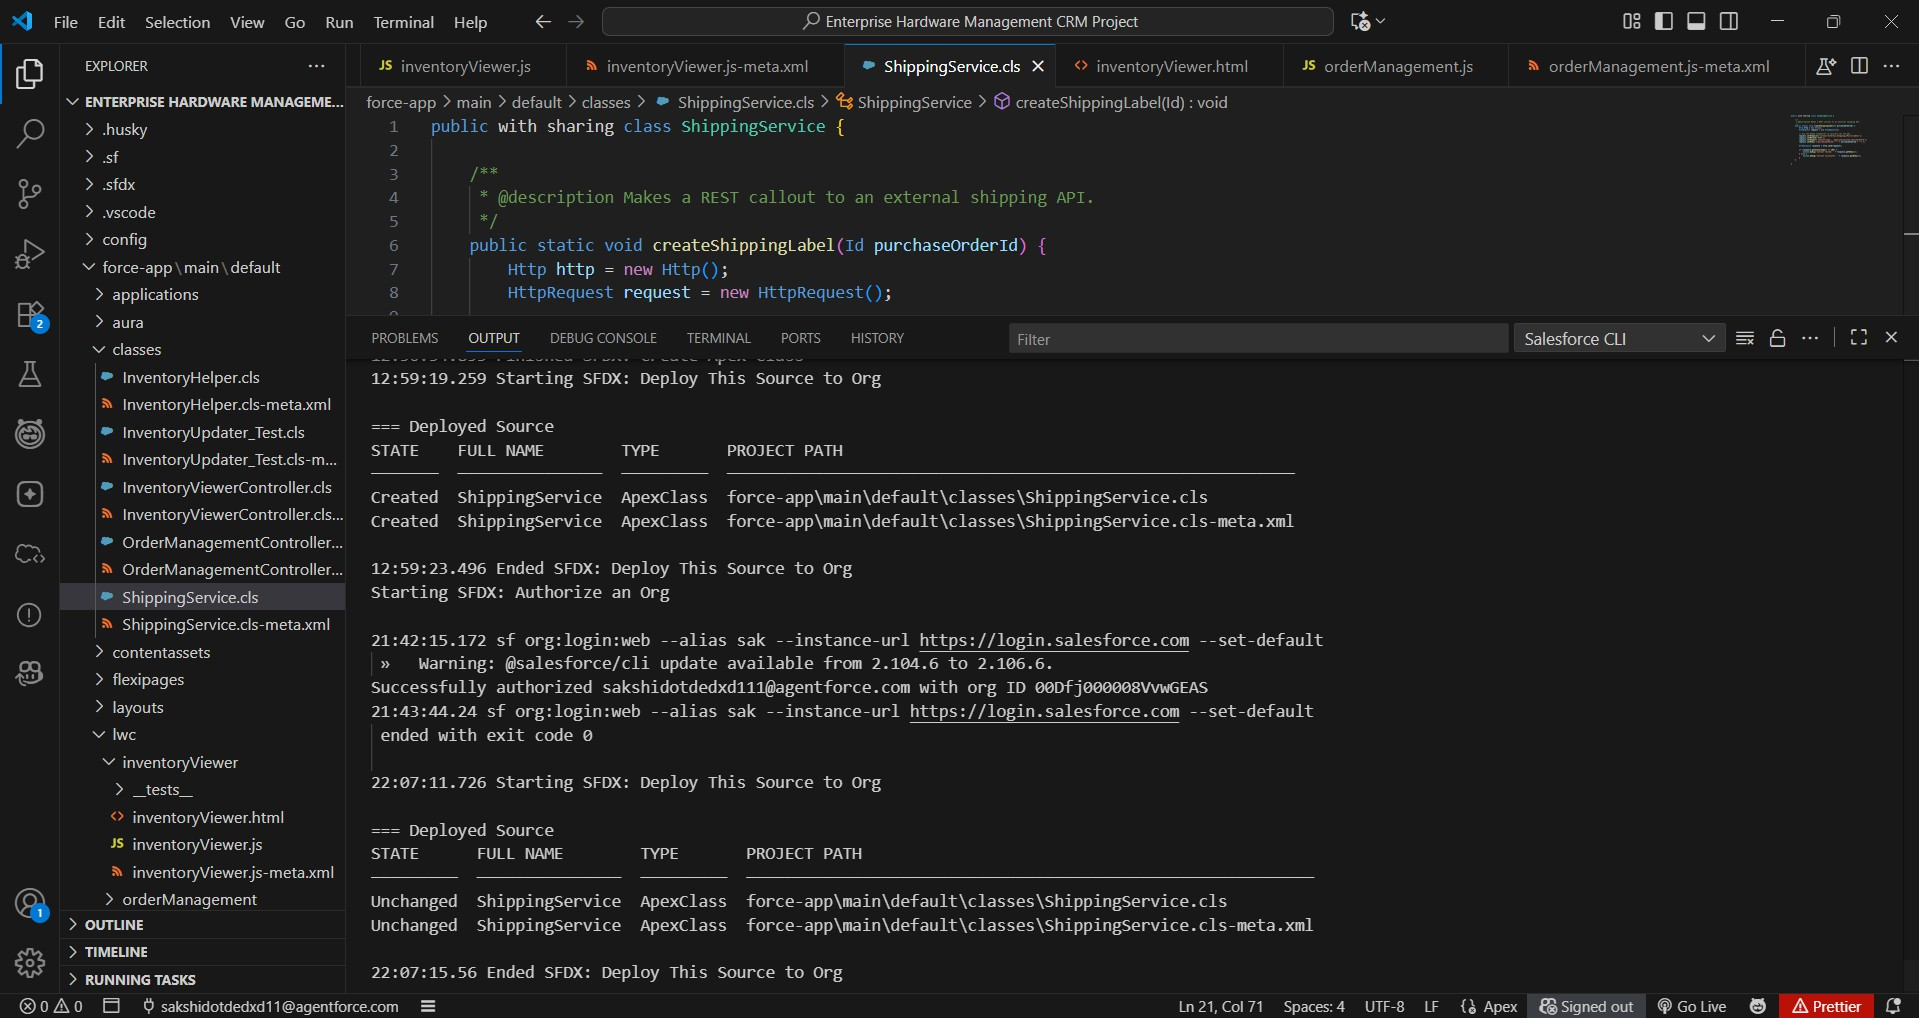 File Edit Selection View Go Run Terminal Help
Enterprise Hardware Management CRM Project
EXPLORER
ENTERPRISE HARDWARE MANAGEME...
.husky
.sf
.sfdx
.vscode
config
force-app\main\default
applications
aura
classes
InventoryHelper.cls
InventoryHelper.cls-meta.xml
InventoryUpdater_Test.cls
InventoryUpdater_Test.cls-m...
InventoryViewerController.cls
InventoryViewerController.cls...
OrderManagementController...
OrderManagementController...
ShippingService.cls
ShippingService.cls-meta.xml
contentassets
flexipages
layouts
lwc
inventoryViewer
__tests__
inventoryViewer.html
JS inventoryViewer.js
inventoryViewer.js-meta.xml
orderManagement
OUTLINE
TIMELINE
RUNNING TASKS
2
1
JS inventoryViewer.js
inventoryViewer.js-meta.xml
ShippingService.cls
inventoryViewer.html
JS orderManagement.js
orderManagement.js-meta.xml
force-app > main > default > classes > ShippingService.cls > ShippingService > createShippingLabel(Id) : void
1 public with sharing class ShippingService {
2
3 /**
4 * @description Makes a REST callout to an external shipping API.
5 */
6 public static void createShippingLabel(Id purchaseOrderId) {
7 Http http = new Http();
8 HttpRequest request = new HttpRequest();
PROBLEMS OUTPUT DEBUG CONSOLE TERMINAL PORTS HISTORY
Filter
Salesforce CLI
12:59:19.259 Starting SFDX: Deploy This Source to Org
=== Deployed Source
STATE FULL NAME TYPE PROJECT PATH
Created ShippingService ApexClass force-app\main\default\classes\ShippingService.cls
Created ShippingService ApexClass force-app\main\default\classes\ShippingService.cls-meta.xml
12:59:23.496 Ended SFDX: Deploy This Source to Org
Starting SFDX: Authorize an Org
21:42:15.172 sf org:login:web --alias sak --instance-url https://login.salesforce.com --set-default
» Warning: @salesforce/cli update available from 2.104.6 to 2.106.6.
Successfully authorized sakshidotdedxd111@agentforce.com with org ID 00Dfj000008VvwGEAS
21:43:44.24 sf org:login:web --alias sak --instance-url https://login.salesforce.com --set-default
ended with exit code 0
22:07:11.726 Starting SFDX: Deploy This Source to Org
=== Deployed Source
STATE FULL NAME TYPE PROJECT PATH
Unchanged ShippingService ApexClass force-app\main\default\classes\ShippingService.cls
Unchanged ShippingService ApexClass force-app\main\default\classes\ShippingService.cls-meta.xml
22:07:15.56 Ended SFDX: Deploy This Source to Org
0 0 sakshidotdedxd11@agentforce.com
Ln 21, Col 71 Spaces: 4 UTF-8 LF {} Apex Signed out Go Live Prettier